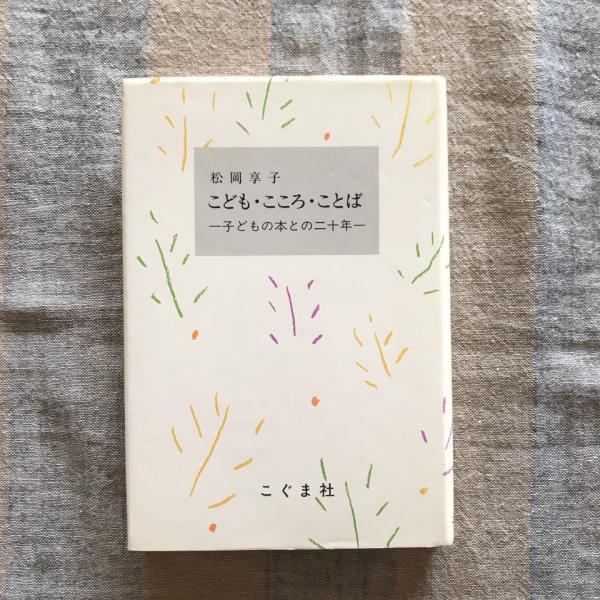 松岡享子
こども・こころ・ことば
―子どもの本との二十年―
こぐま社